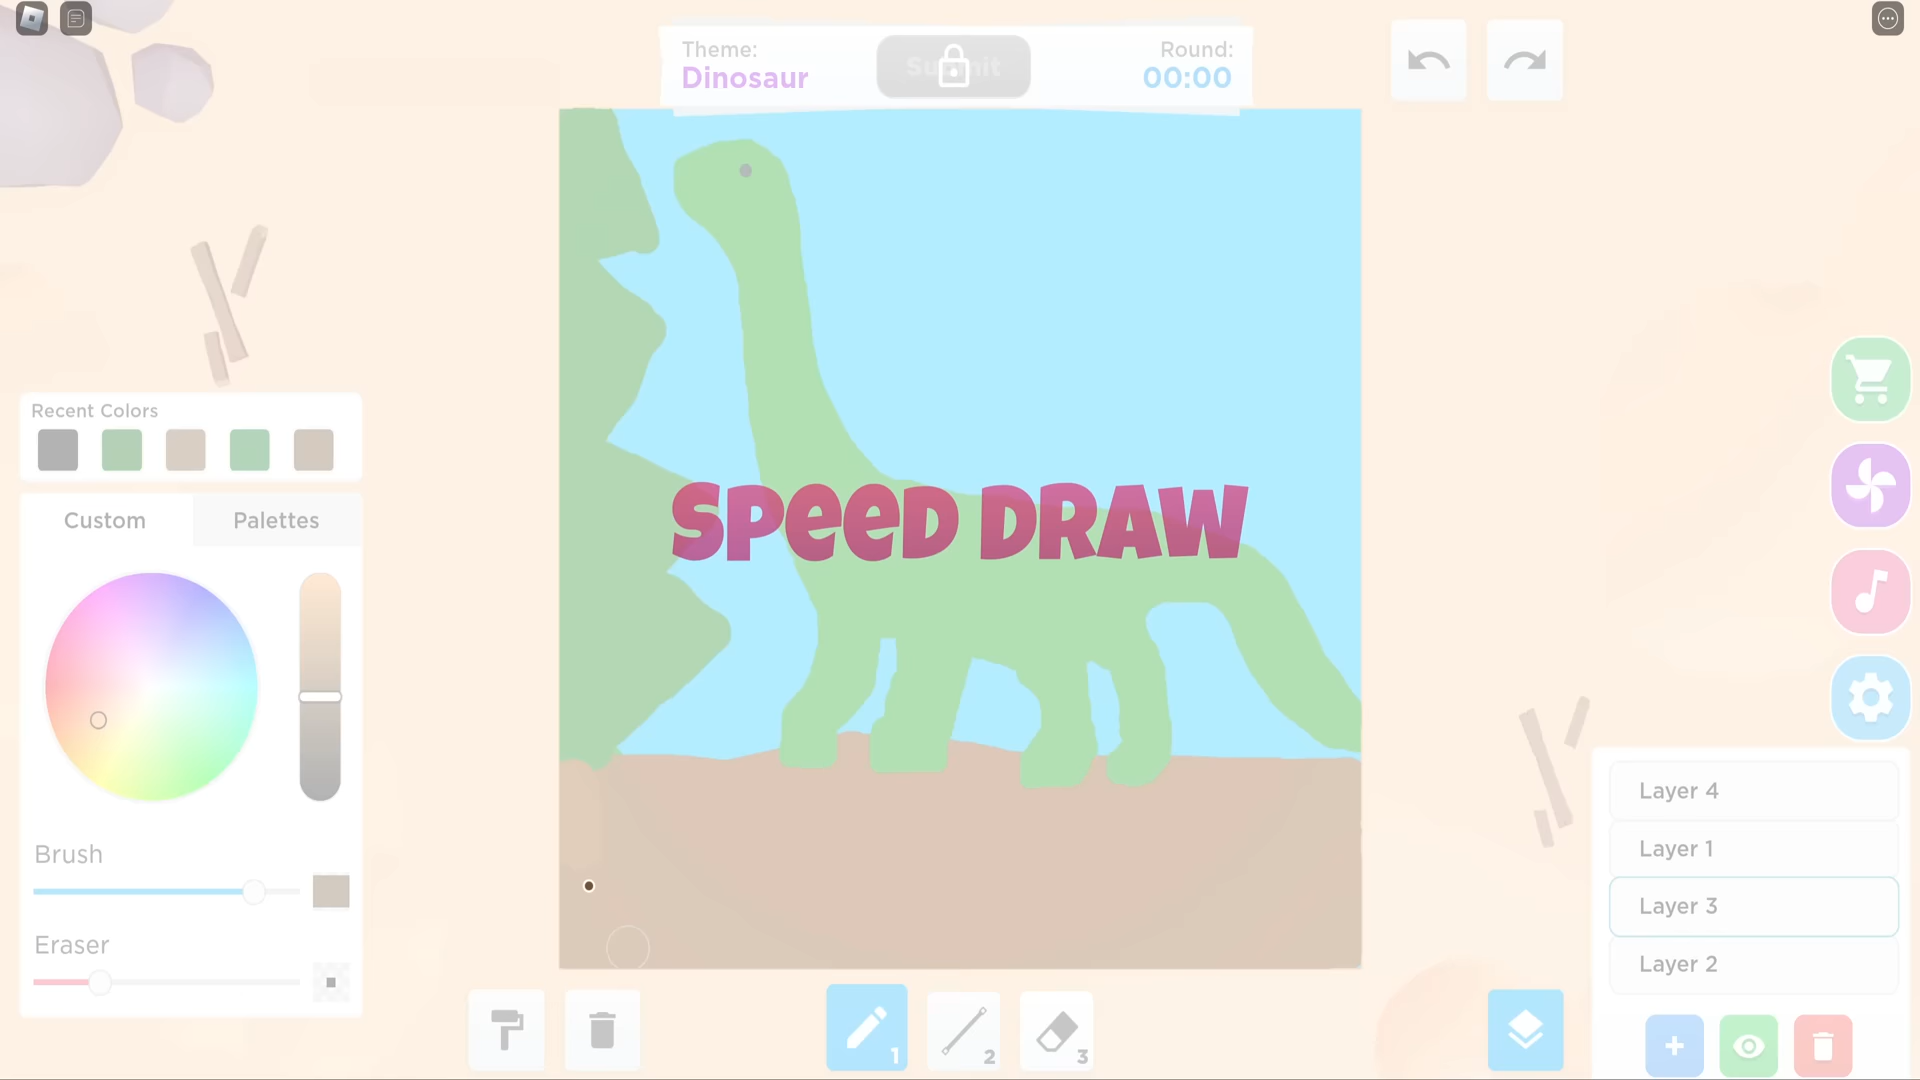 Theme:
Dinosaur
Submit
Round:
00:00
Recent Colors
Custom
Palettes
SPEED DRAW
Brush
Eraser
Layer 4
Layer 1
Layer 3
Layer 2
1
2
3